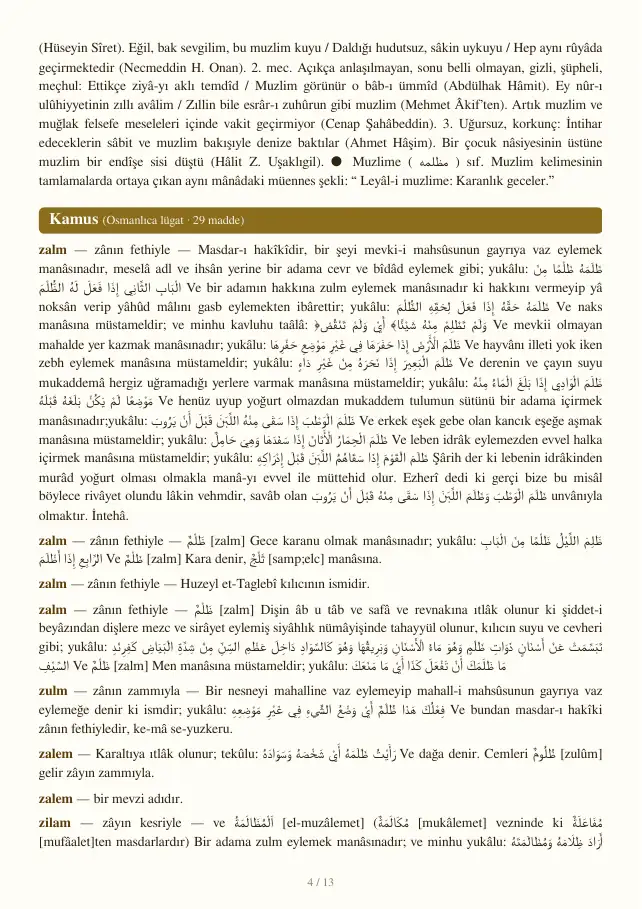 (Hüseyin Sîret). Eğil, bak sevgilim, bu muzlim kuyu / Daldığı hudutsuz, sâkin uykuyu / Hep aynı rûyâda
geçirmektedir (Necmeddin H. Onan). 2. mec. Açıkça anlaşılmayan, sonu belli olmayan, gizli, şüpheli,
meçhul: Ettikçe ziyâ-yı aklı temdîd / Muzlim görünür o bâb-ı ümmîd (Abdülhak Hâmit). Ey nûr-ı
ulûhiyyetinin zıllı avâlim / Zıllin bile esrâr-ı zuhûrun gibi muzlim (Mehmet Âkif'ten). Artık muzlim ve
muğlak felsefe meseleleri içinde vakit geçirmiyor (Cenap Şahâbeddin). 3. Uğursuz, korkunç: İntihar
edeceklerin sâbit ve muzlim bakışıyle denize baktılar (Ahmet Hâşim). Bir çocuk nâsiyesinin üstüne
muzlim bir endîşe sisi düştü (Hâlit Z. Uşaklıgil). ● Muzlime ( مظلمه ) sıf. Muzlim kelimesinin
tamlamalarda ortaya çıkan aynı mânâdaki müennes şekli: “ Leyâl-i muzlime: Karanlık geceler.”
Kamus (Osmanlıca lügat · 29 madde)
zalm — zânın fethiyle — Masdar-ı hakîkîdir, bir şeyi mevki-i mahsûsunun gayrıya vaz eylemek
manâsınadır, meselâ adl ve ihsân yerine bir adama cevr ve bîdâd eylemek gibi; yukâlu: ظَلَمَهُ ظَلْمًا مِنَ
الْبَابِ الثَّانِي إِذَا فَعَلَ لَهُ الظُّلْمَ Ve bir adamın hakkına zulm eylemek manâsınadır ki hakkını vermeyip yâ
noksân verip yâhûd mâlını gasb eylemekten ibârettir; yukâlu: ظَلَمَهُ حَقَّهُ إِذَا فَعَلَ لِحَقِّهِ الظُّلْمَ Ve naks
manâsına müstameldir; ve minhu kavluhu taâlâ: ﴿وَلَمْ تَظْلِمْ مِنْهُ شَيْئًا﴾ أَيْ وَلَمْ تَنْقُصْ Ve mevkii olmayan
mahalde yer kazmak manâsınadır; yukâlu: ظَلَمَ الْأَرْضَ إِذَا حَفَرَهَا فِي غَيْرِ مَوْضِعِ حَفْرِهَا Ve hayvânı illeti yok iken
zebh eylemek manâsına müstameldir; yukâlu: ظَلَمَ الْبَعِيرَ إِذَا نَحَرَهُ مِنْ غَيْرِ دَاءٍ Ve derenin ve çayın suyu
mukaddemâ hergiz uğramadığı yerlere varmak manâsına müstameldir; yukâlu: ظَلَمَ الْوَادِي إِذَا بَلَغَ الْمَاءُ مِنْهُ
مَوْضِعًا لَمْ يَكُنْ بَلَغَهُ قَبْلَهُ Ve henüz uyup yoğurt olmazdan mukaddem tulumun sütünü bir adama içirmek
manâsınadır;yukâlu: ظَلَمَ الْوَطْبَ إِذَا سَقَى مِنْهُ اللَّبَنَ قَبْلَ أَنْ يَرُوبَ Ve erkek eşek gebe olan kancık eşeğe aşmak
manâsına müstameldir; yukâlu: ظَلَمَ الْحِمَارُ الْأَتَانَ إِذَا سَفَدَهَا وَهِيَ حَامِلٌ Ve leben idrâk eylemezden evvel halka
içirmek manâsına müstameldir; yukâlu: ظَلَمَ الْقَوْمَ إِذَا سَقَاهُمُ اللَّبَنَ قَبْلَ إِدْرَاكِهِ Şârih der ki lebenin idrâkinden
murâd yoğurt olması olmakla manâ-yı evvel ile müttehid olur. Ezherî dedi ki gerçi bize bu misâl
böylece rivâyet olundu lâkin vehmdir, savâb olan ظَلَمَ الْوَطْبَ وَظَلَمَ اللَّبَنَ إِذَا سَقَى مِنْهُ قَبْلَ أَنْ يَرُوبَ unvânıyla
olmaktır. İntehâ.
zalm — zânın fethiyle — ظَلْمٌ [zalm] Gece karanu olmak manâsınadır; yukâlu: ظَلِمَ اللَّيْلُ ظَلْمًا مِنَ الْبَابِ
الرَّابِعِ إِذَا أَظْلَمَ Ve ظَلْمٌ [zalm] Kara denir, ثَلْجٌ [samp;elc] manâsına.
zalm — zânın fethiyle — Huzeyl et-Taglebî kılıcının ismidir.
zalm — zânın fethiyle — ظَلْمٌ [zalm] Dişin âb u tâb ve safâ ve revnakına ıtlâk olunur ki şiddet-i
beyâzından dişlere mezc ve sirâyet eylemiş siyâhlık nümâyişinde tahayyül olunur, kılıcın suyu ve cevheri
gibi; yukâlu: تَبَسَّمَتْ عَنْ أَسْنَانٍ ذَوَاتِ ظَلْمٍ وَهُوَ مَاءُ الْأَسْنَانِ وَبَرِيقُهَا وَهُوَ كَالسَّوَادِ دَاخِلَ عَظْمِ السِّنِّ مِنْ شِدَّةِ الْبَيَاضِ كَفِرِنْدِ
السَّيْفِ Ve ظَلْمٌ [zalm] Men manâsına müstameldir; yukâlu: مَا ظَلَمَكَ أَنْ تَفْعَلَ كَذَا أَيْ مَا مَنَعَكَ
zulm — zânın zammıyla — Bir nesneyi mahalline vaz eylemeyip mahall-i mahsûsunun gayrıya vaz
eylemeğe denir ki ismdir; yukâlu: فِعْلُكَ هَذَا ظُلْمٌ أَيْ وَضْعُ الشَّيْءِ فِي غَيْرِ مَوْضِعِهِ Ve bundan masdar-ı hakîki
zânın fethiyledir, ke-mâ se-yuzkeru.
zalem — Karaltıya ıtlâk olunur; tekûlu: رَأَيْتُ ظَلَمَهُ أَيْ شَخْصَهُ وَسَوَادَهُ Ve dağa denir. Cemleri ظُلُومٌ [zulûm]
gelir zâyın zammıyla.
zalem — bir mevzi adıdır.
zilam — zâyın kesriyle — ve اَلْمُظَالَمَةُ [el-muzâlemet] (مُكَالَمَةٌ [mukâlemet] vezninde ki مُفَاعَلَةٌ
[mufâalet]ten masdarlardır) Bir adama zulm eylemek manâsınadır; ve minhu yukâlu: أَرَادَ ظِلَامَهُ وَمُظَالَمَتَهُ
4 / 13